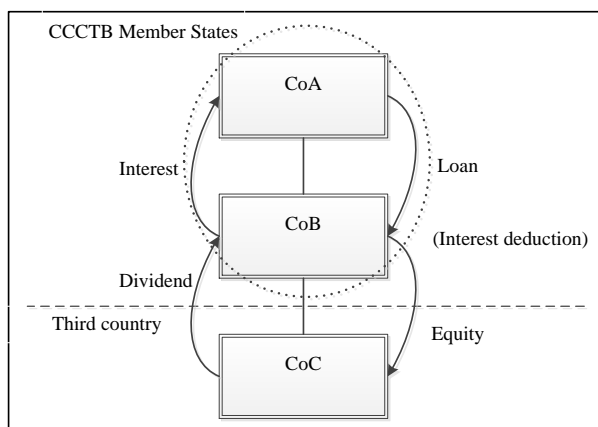 CCCTB Member States
CoA
Interest
Loan
CoB
(Interest deduction)
Dividend
Third country
Equity
CoC